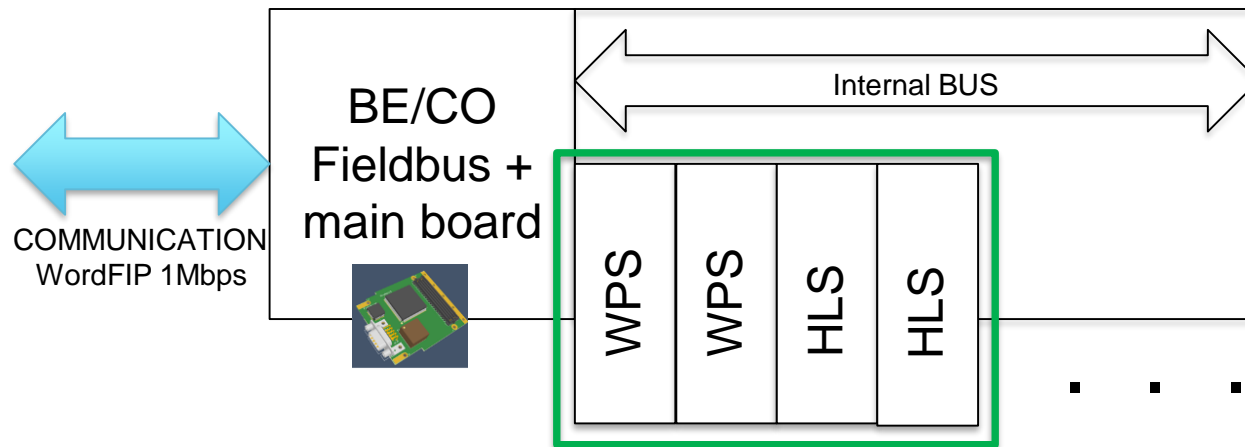 Internal BUS
BE/CO
Fieldbus +
main board
COMMUNICATION
WordFIP 1Mbps
WPS
WPS
HLS
HLS
. . .